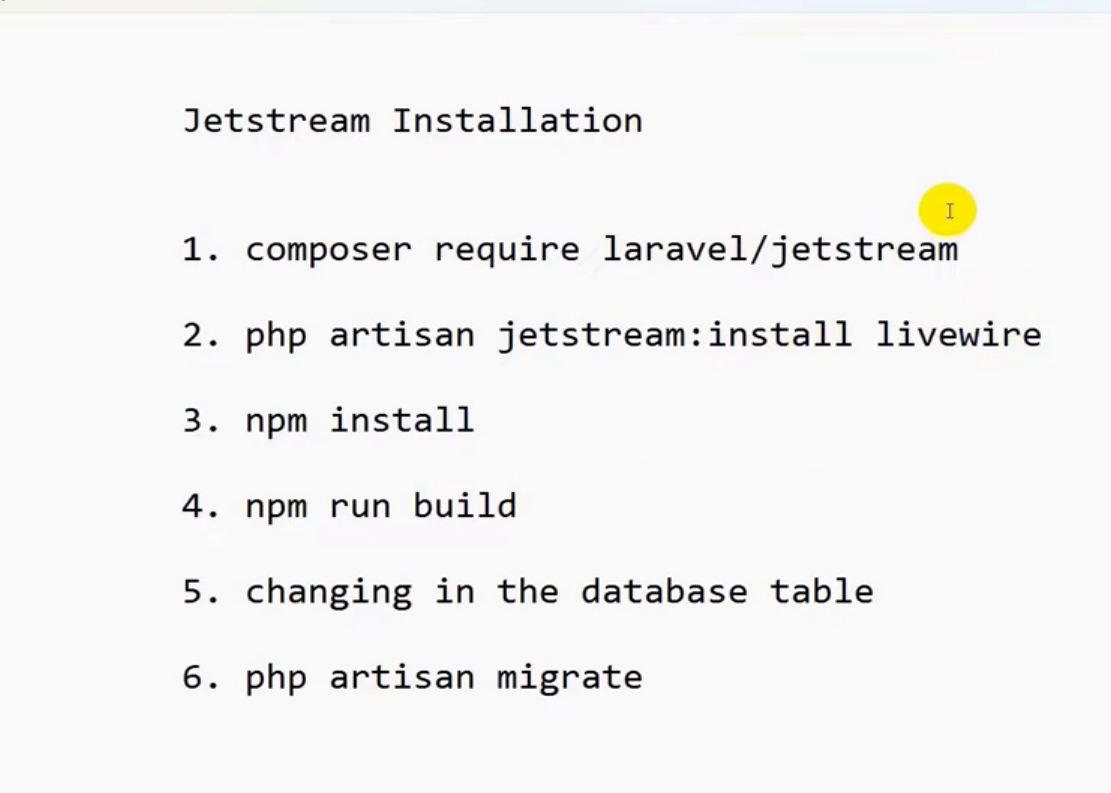 Jetstream Installation
1. composer require laravel/jetstream
2. php artisan jetstream:install livewire
3. npm install
4. npm run build
5. changing in the database table
6. php artisan migrate